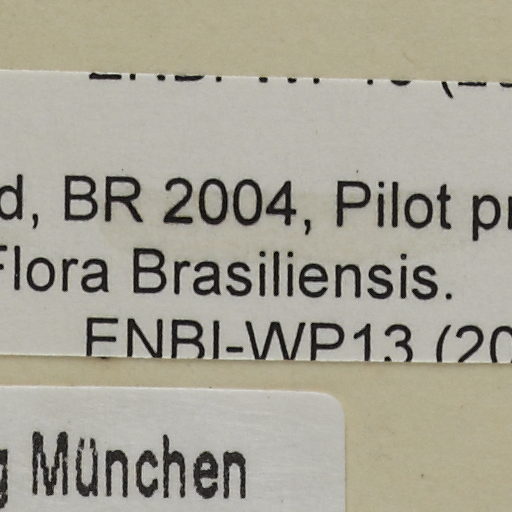 d, BR 2004, Pilot pr
Flora Brasiliensis.
ENBI-WP13 (20
g München